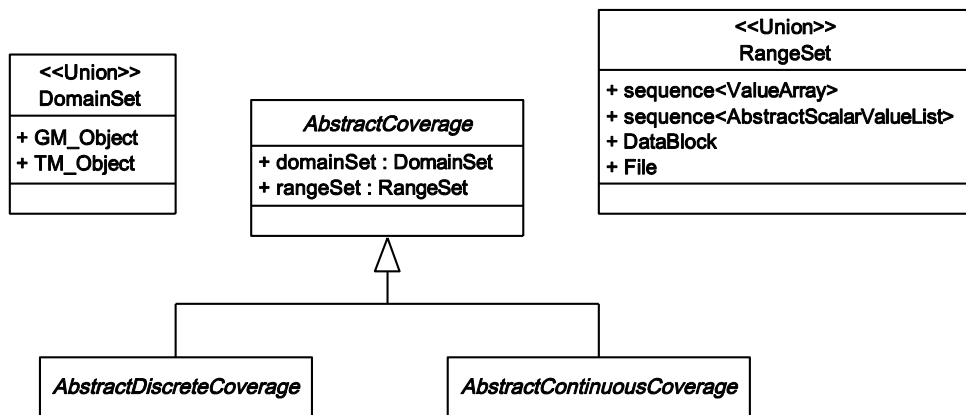 <<Union>>
DomainSet
+ GM_Object
+ TM_Object
AbstractCoverage
+ domainSet : DomainSet
+ rangeSet : RangeSet
<<Union>>
RangeSet
+ sequence<ValueArray>
+ sequence<AbstractScalarValueList>
+ DataBlock
+ File
AbstractDiscreteCoverage
AbstractContinuousCoverage